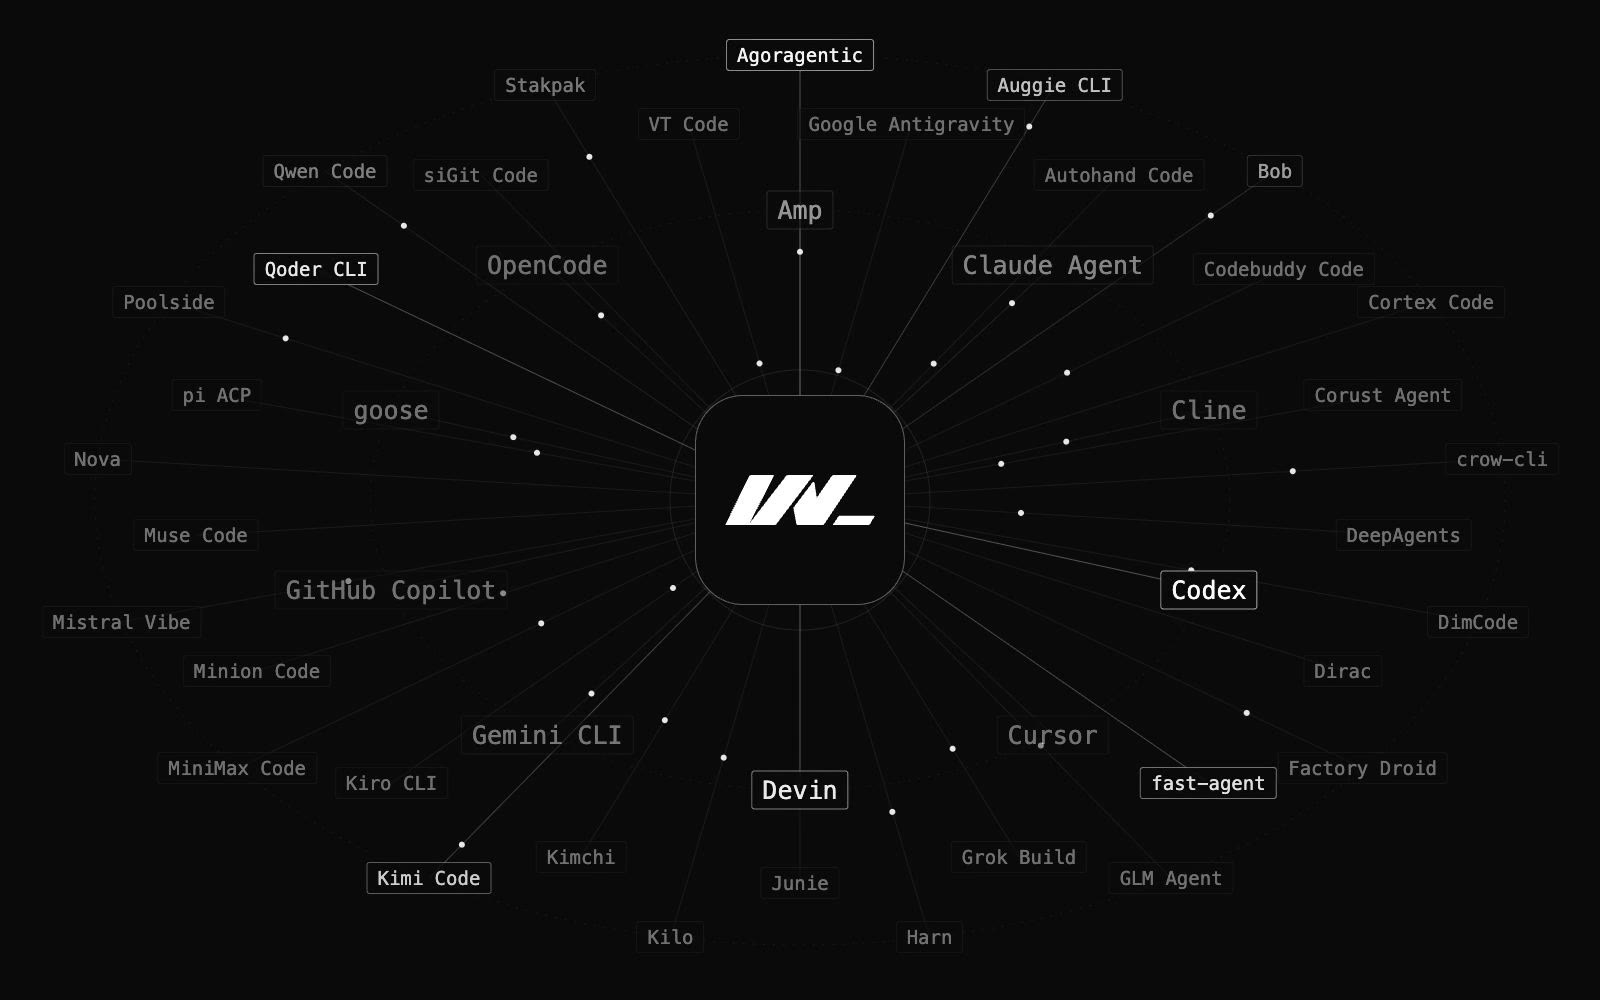 Agoragentic
Stakpak
Auggie CLI
VT Code
Google Antigravity
Qwen Code
siGit Code
Autohand Code
Bob
Amp
OpenCode
Claude Agent
Qoder CLI
Codebuddy Code
Poolside
Cortex Code
pi ACP
goose
Cline
Corust Agent
Nova
crow-cli
Muse Code
DeepAgents
GitHub Copilot
Codex
Mistral Vibe
DimCode
Minion Code
Dirac
Gemini CLI
Cursor
MiniMax Code
Factory Droid
Kiro CLI
Devin
fast-agent
Kimchi
Grok Build
Kimi Code
Junie
GLM Agent
Kilo
Harn